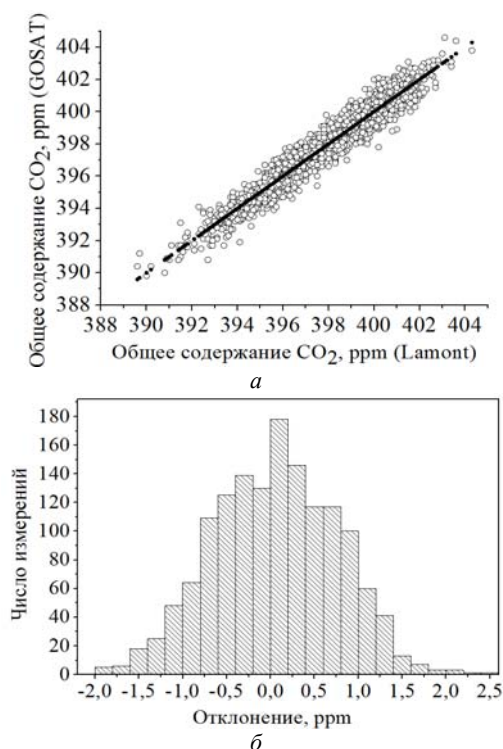 Общее содержание CO2, ppm (GOSAT)
404
402
400
398
396
394
392
390
388
388 390 392 394 396 398 400 402 404
Общее содержание CO2, ppm (Lamont)
а
Число измерений
180
160
140
120
100
80
60
40
20
0
-2,0 -1,5 -1,0 -0,5 0,0 0,5 1,0 1,5 2,0 2,5
Отклонение, ppm
б